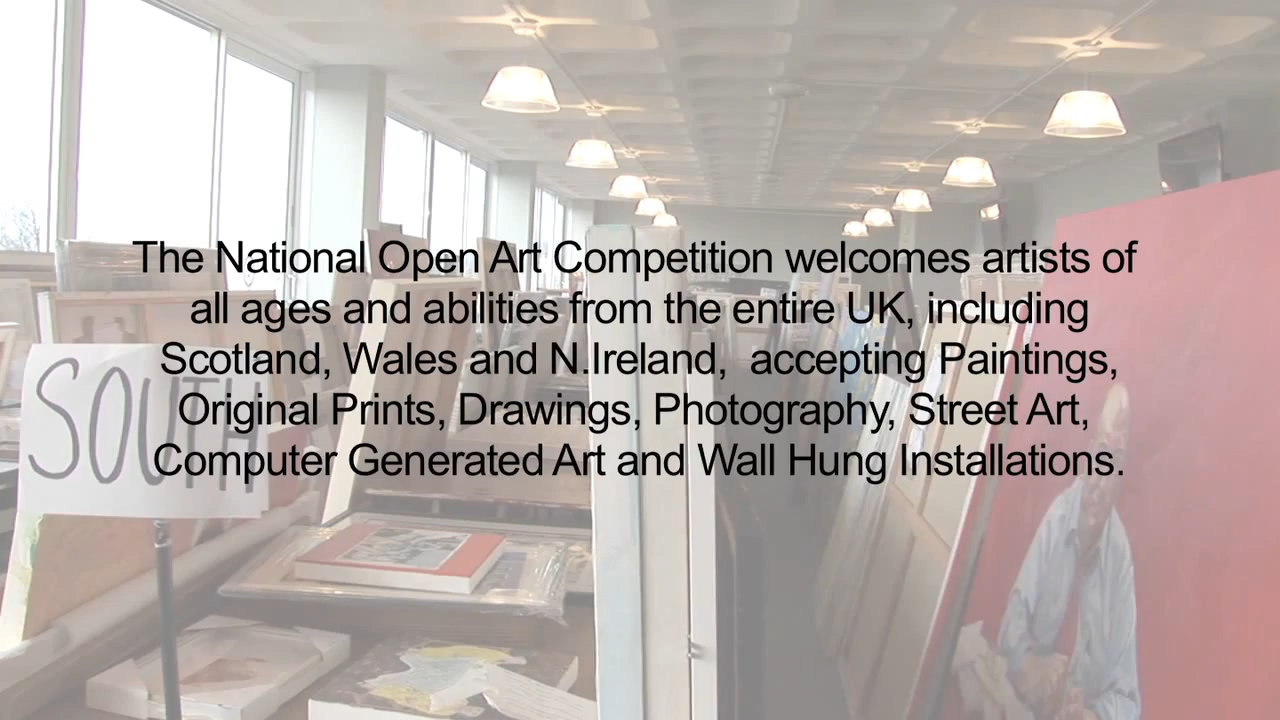 The National Open Art Competition welcomes artists of
all ages and abilities from the entire UK, including
Scotland, Wales and N.Ireland,  accepting Paintings,
Original Prints, Drawings, Photography, Street Art,
Computer Generated Art and Wall Hung Installations.
SOUTH